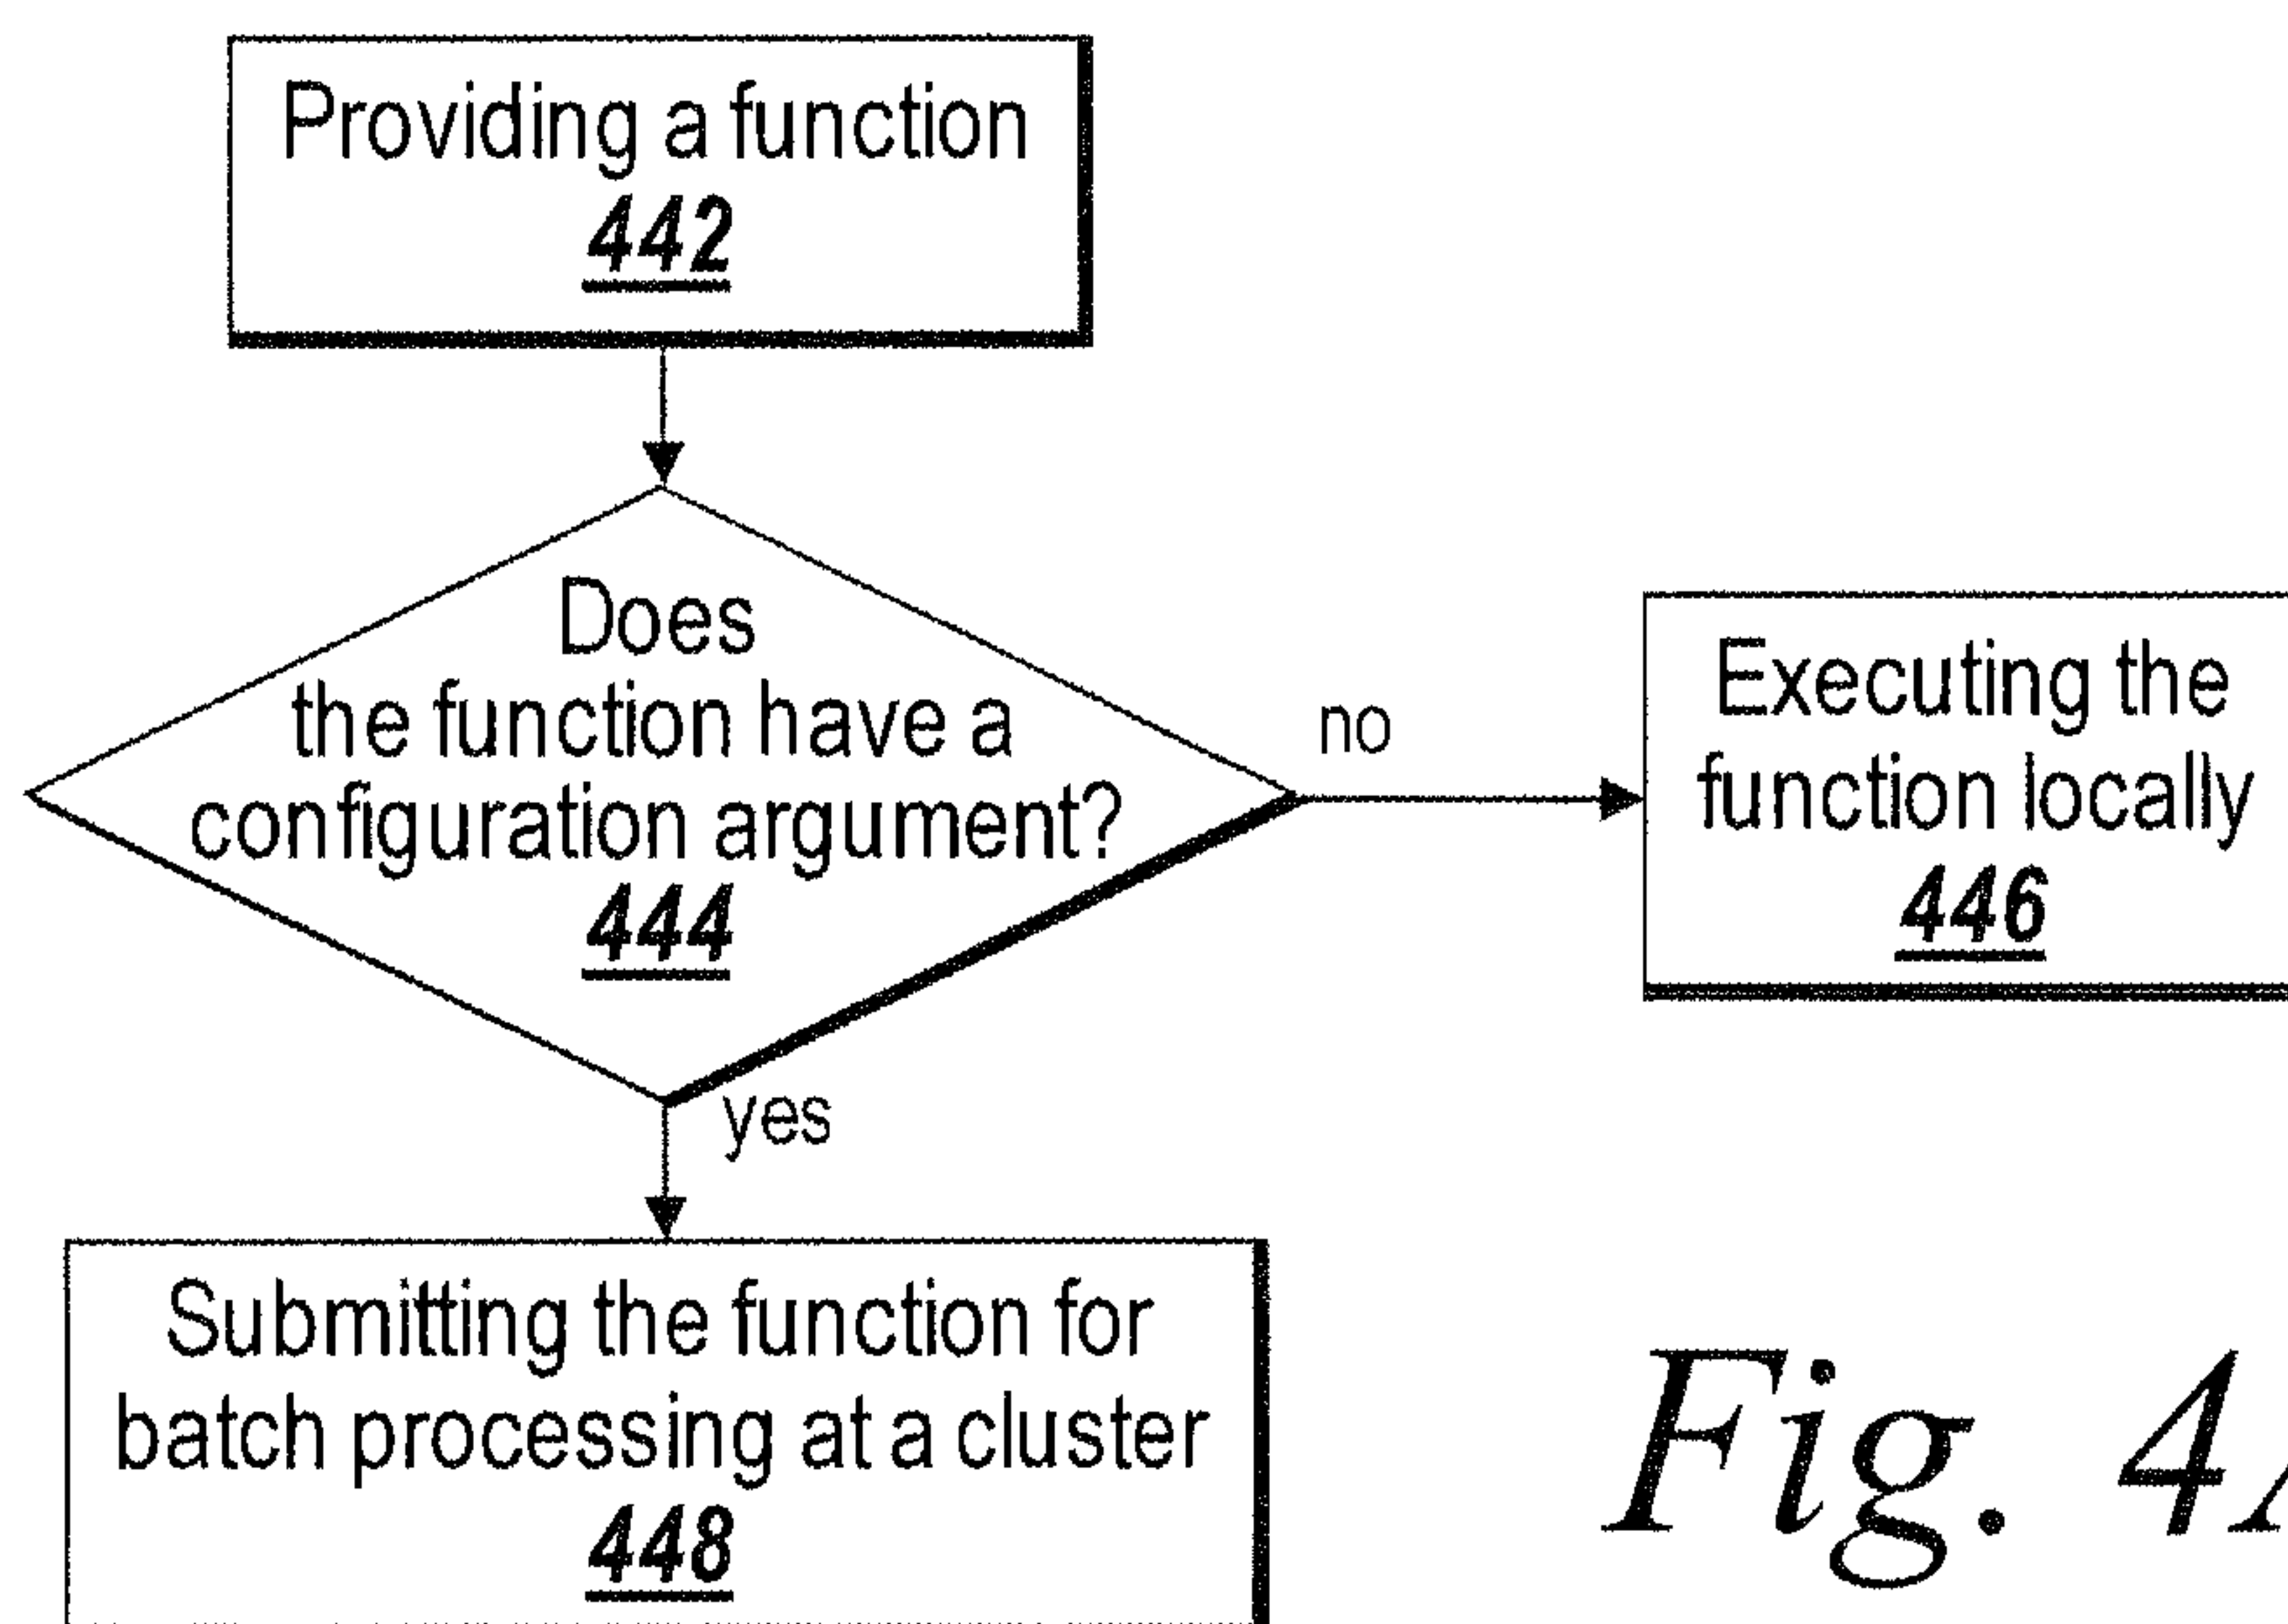 Providing a function
442
Does
the function have a
configuration argument?
444
no
Executing the
function locally
446
yes
Submitting the function for
batch processing at a cluster
448
Fig.